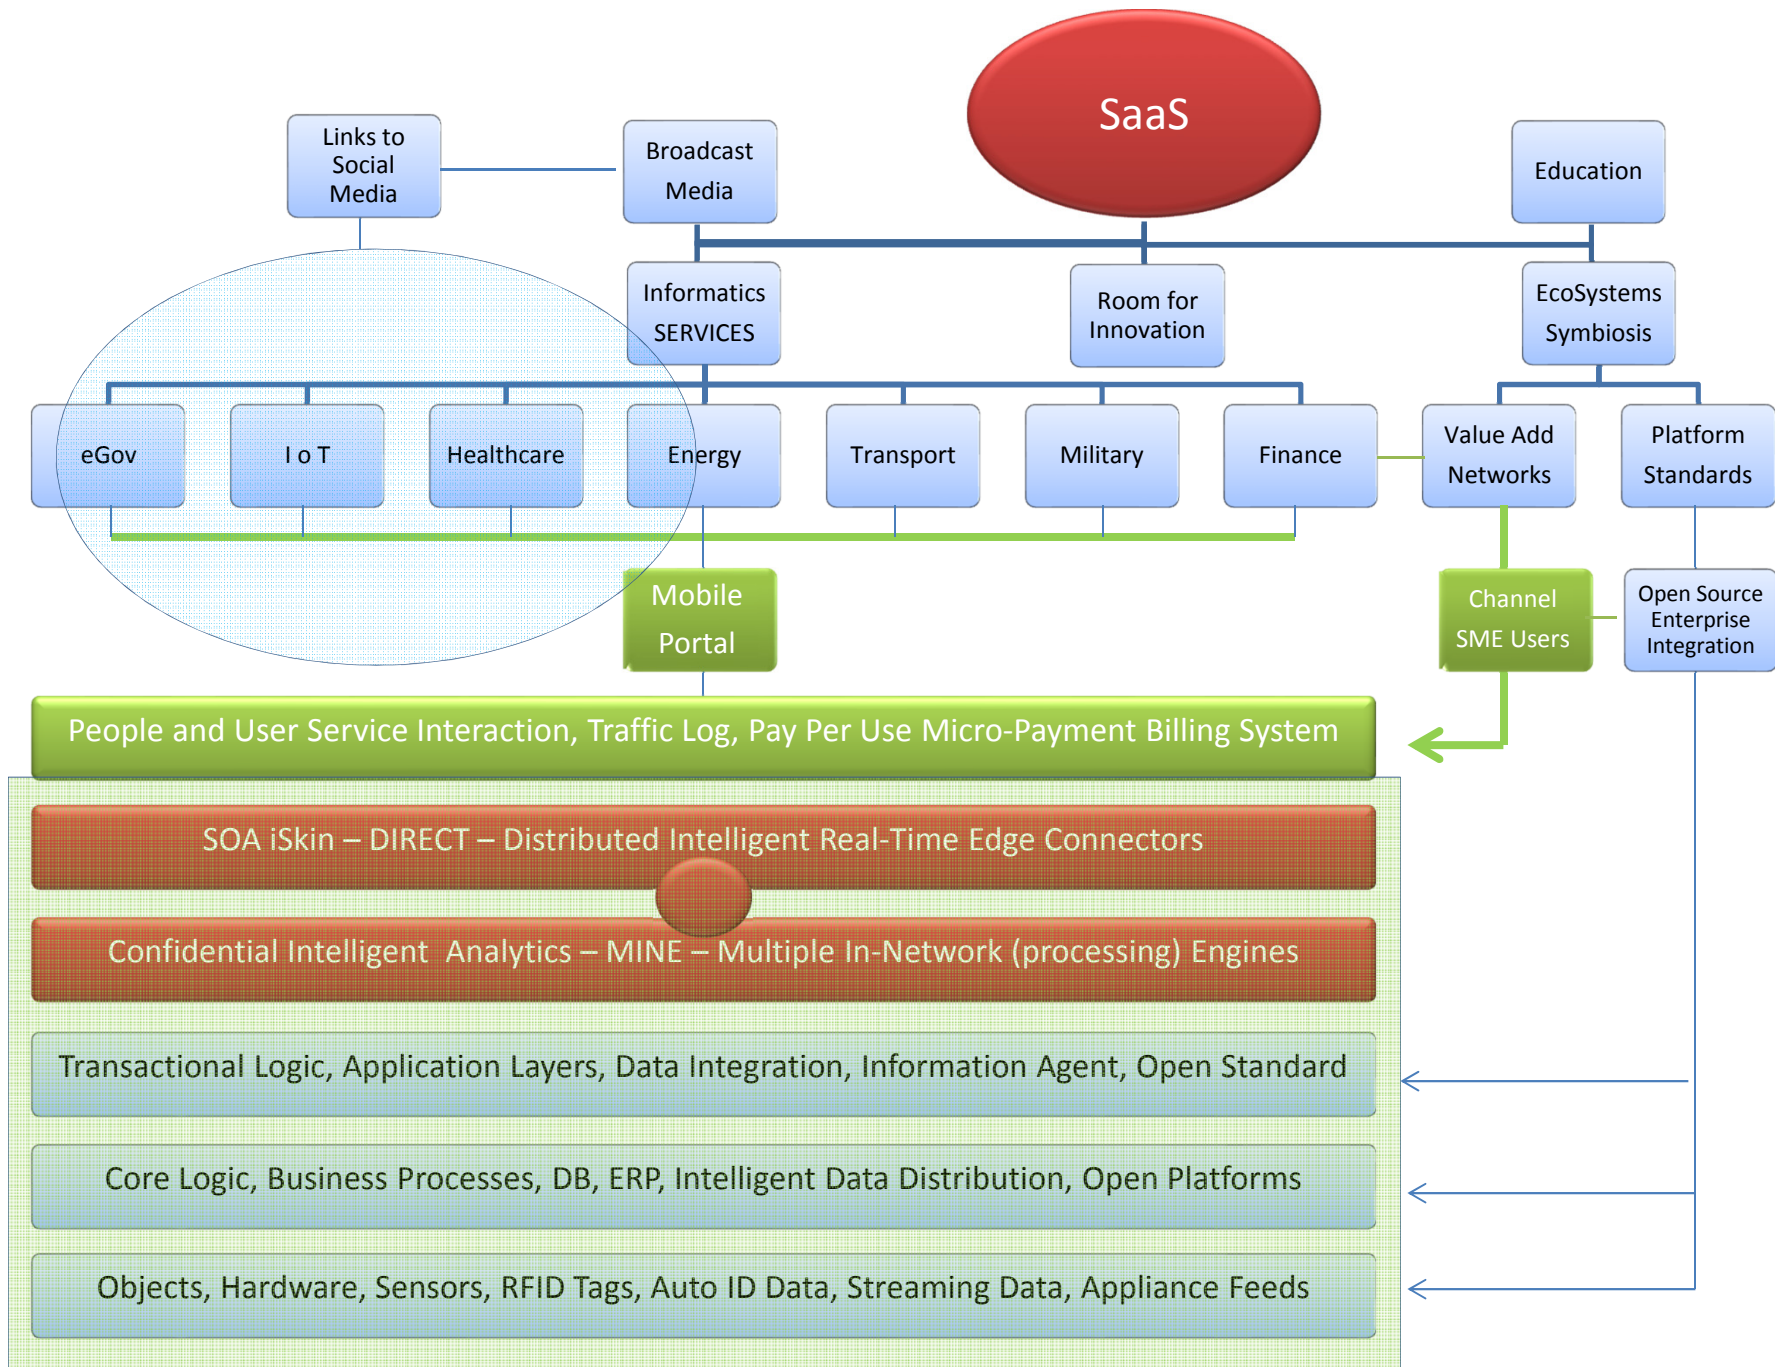 SaaS
Links to
Social
Media
Broadcast
Media
Education
Informatics
SERVICES
Room for
Innovation
EcoSystems
Symbiosis
eGov
I o T
Healthcare
Energy
Transport
Military
Finance
Value Add
Networks
Platform
Standards
Mobile
Portal
Channel
SME Users
Open Source
Enterprise
Integration
People and User Service Interaction, Traffic Log, Pay Per Use Micro-Payment Billing System
SOA iSkin – DIRECT – Distributed Intelligent Real-Time Edge Connectors
Confidential Intelligent Analytics – MINE – Multiple In-Network (processing) Engines
Transactional Logic, Application Layers, Data Integration, Information Agent, Open Standard
Core Logic, Business Processes, DB, ERP, Intelligent Data Distribution, Open Platforms
Objects, Hardware, Sensors, RFID Tags, Auto ID Data, Streaming Data, Appliance Feeds